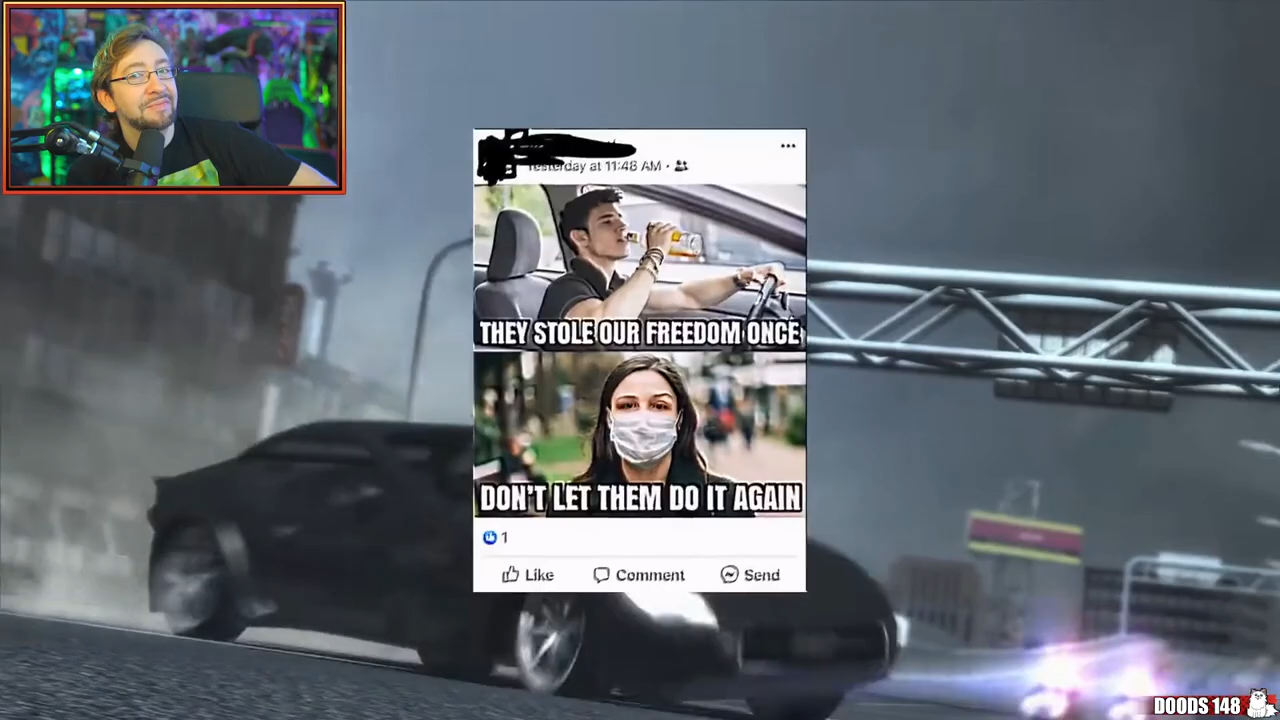 Yesterday at 11:48 AM
THEY STOLE OUR FREEDOM ONCE
DON'T LET THEM DO IT AGAIN
1
Like Comment Send
DOODS 148